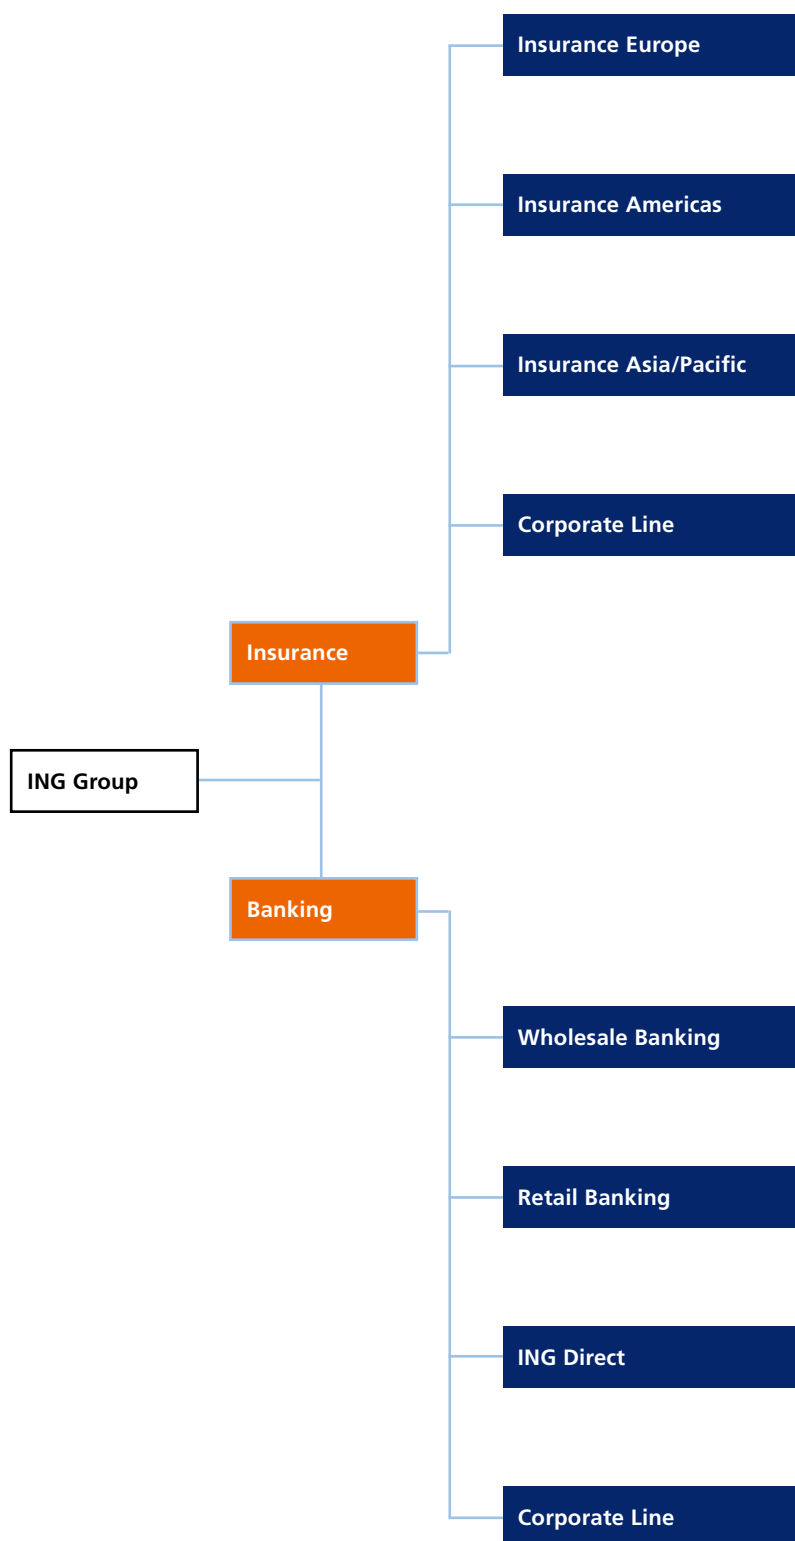 Insurance Europe
Insurance Americas
Insurance Asia/Pacific
Corporate Line
Insurance
ING Group
Banking
Wholesale Banking
Retail Banking
ING Direct
Corporate Line